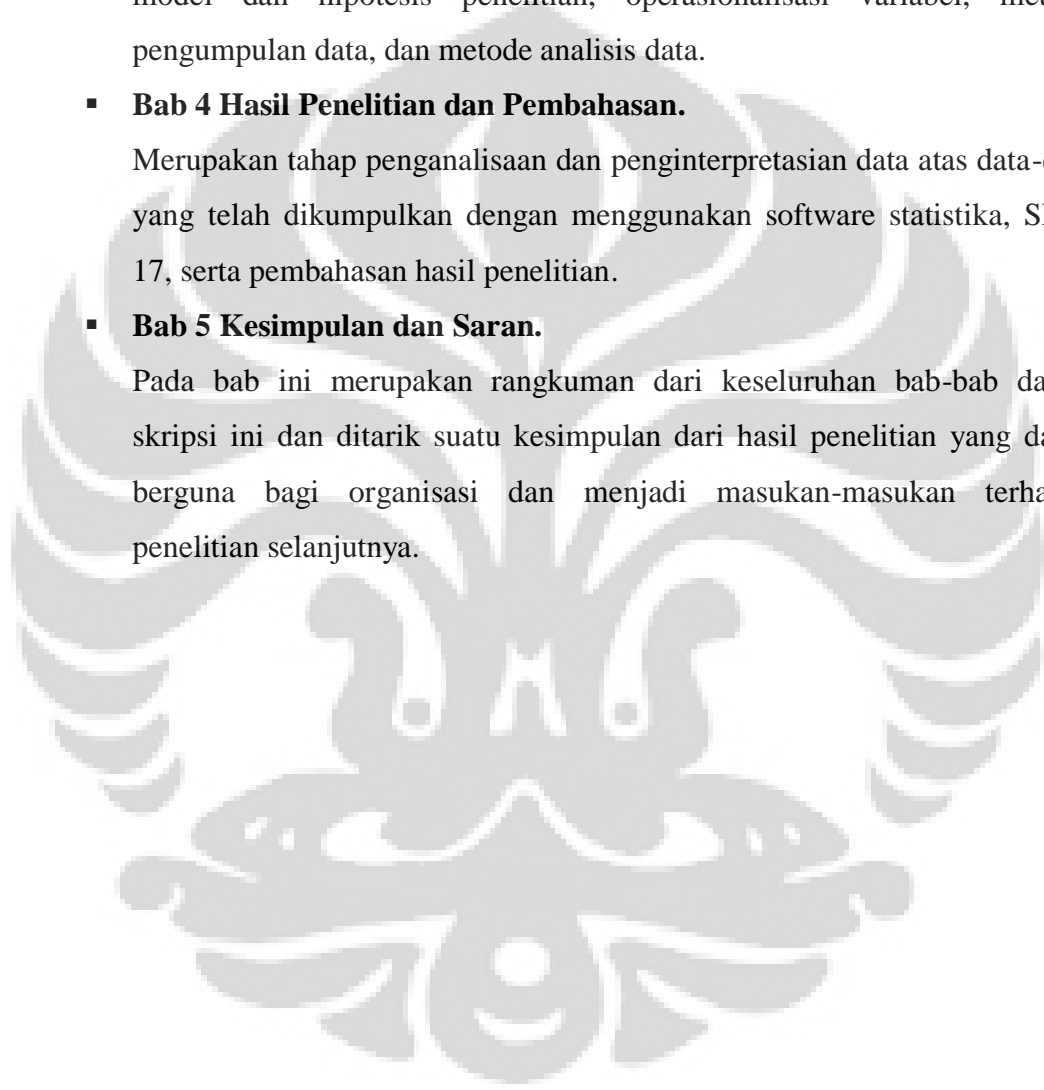 model dan hipotesis penelitian, operasionalisasi variabel,
pengumpulan data, dan metode analisis data.
▪ Bab 4 Hasil Penelitian dan Pembahasan.
Merupakan tahap penganalisaan dan penginterpretasian data atas
yang telah dikumpulkan dengan menggunakan software statistika,
17, serta pembahasan hasil penelitian.
▪ Bab 5 Kesimpulan dan Saran.
Pada bab ini merupakan rangkuman dari keseluruhan bab-bab
skripsi ini dan ditarik suatu kesimpulan dari hasil penelitian yang
berguna bagi organisasi dan menjadi masukan-masukan
penelitian selanjutnya.